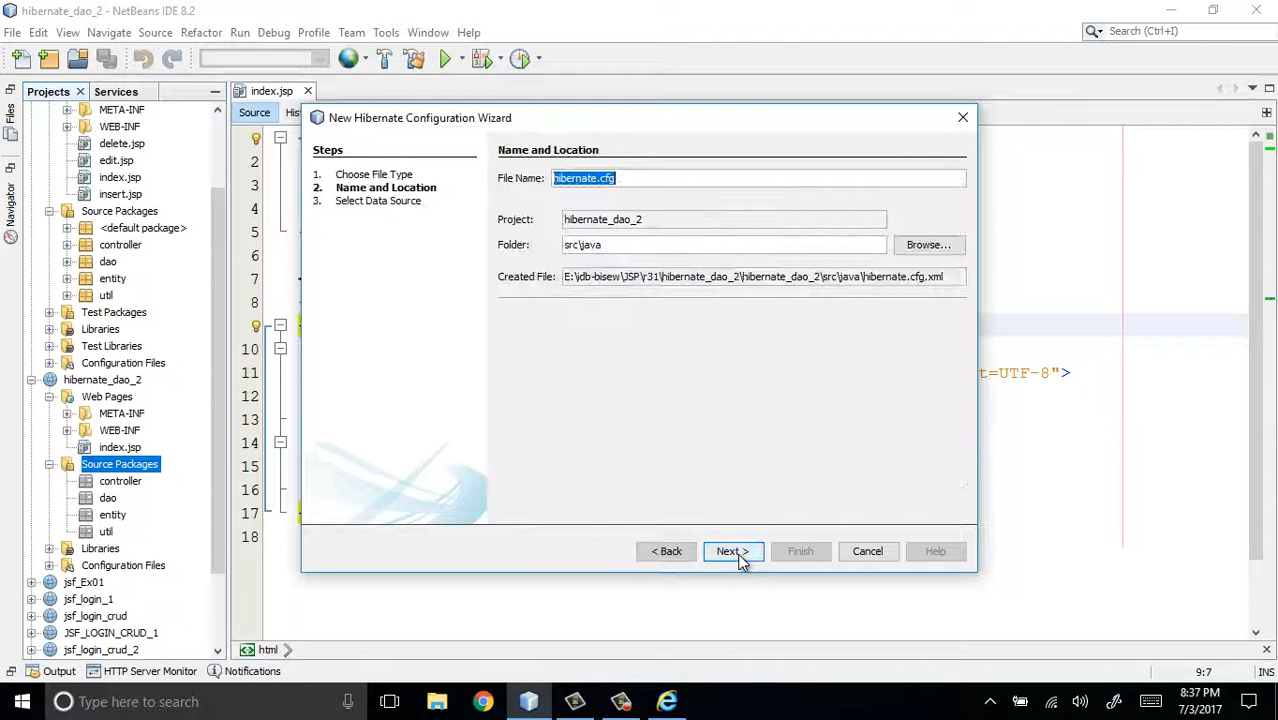 hibernate_dao_2 - NetBeans IDE 8.2
File Edit View Navigate Source Refactor Run Debug Profile Team Tools Window Help
Search (Ctrl+I)
Projects
Services
index.jsp
Files
Navigator
META-INF
WEB-INF
delete.jsp
edit.jsp
index.jsp
insert.jsp
Source Packages
<default package>
controller
dao
entity
util
Test Packages
Libraries
Test Libraries
Configuration Files
hibernate_dao_2
Web Pages
META-INF
WEB-INF
index.jsp
Source Packages
controller
dao
entity
util
Libraries
Configuration Files
jsf_Ex01
jsf_login_1
jsf_login_crud
JSF_LOGIN_CRUD_1
jsf_login_crud_2
Source
His
2
3
4
5
6
7
8
10
11
12
13
14
15
16
17
18
t=UTF-8">
New Hibernate Configuration Wizard
Steps
1. Choose File Type
2. Name and Location
3. Select Data Source
Name and Location
File Name: hibernate.cfg
Project: hibernate_dao_2
Folder: src\java
Browse...
Created File: E:\idb-bisew\JSP\r31\hibernate_dao_2\hibernate_dao_2\src\java\hibernate.cfg.xml
< Back
Next >
Finish
Cancel
Help
html
Output
HTTP Server Monitor
Notifications
9:7
INS
Type here to search
8:37 PM
7/3/2017